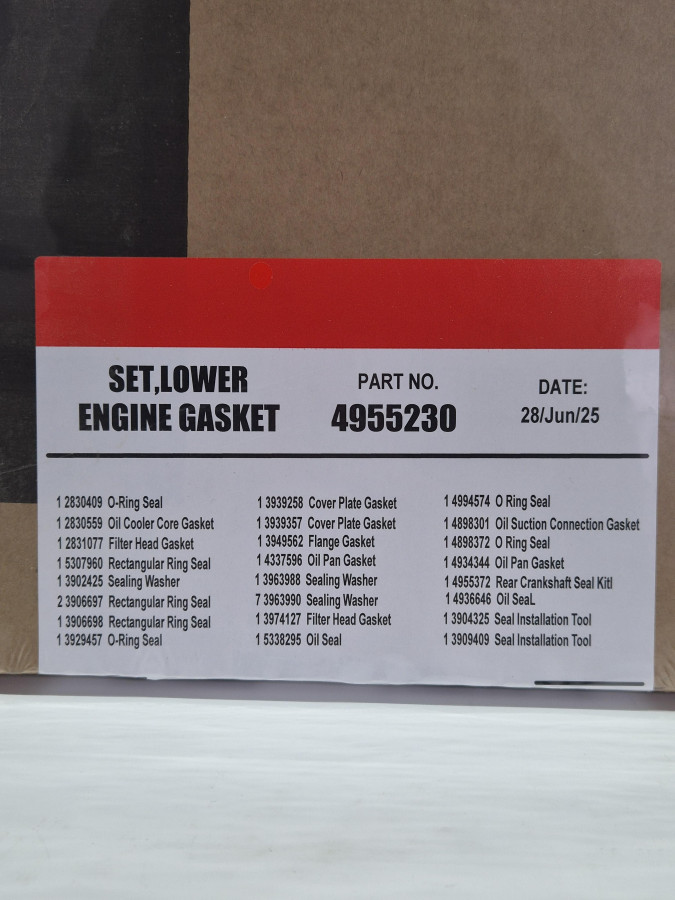 SET,LOWER
ENGINE GASKET
PART NO.
4955230
DATE:
28/Jun/25
1 2830409 O-Ring Seal
1 2830559 Oil Cooler Core Gasket
1 2831077 Filter Head Gasket
1 5307960 Rectangular Ring Seal
1 3902425 Sealing Washer
2 3906697 Rectangular Ring Seal
1 3906698 Rectangular Ring Seal
1 3929457 O-Ring Seal
1 3939258 Cover Plate Gasket
1 3939357 Cover Plate Gasket
1 3949562 Flange Gasket
1 4337596 Oil Pan Gasket
1 3963988 Sealing Washer
7 3963990 Sealing Washer
1 3974127 Filter Head Gasket
1 5338295 Oil Seal
1 4994574 O Ring Seal
1 4898301 Oil Suction Connection Gasket
1 4898372 O Ring Seal
1 4934344 Oil Pan Gasket
1 4955372 Rear Crankshaft Seal Kitl
1 4936646 Oil SeaL
1 3904325 Seal Installation Tool
1 3909409 Seal Installation Tool